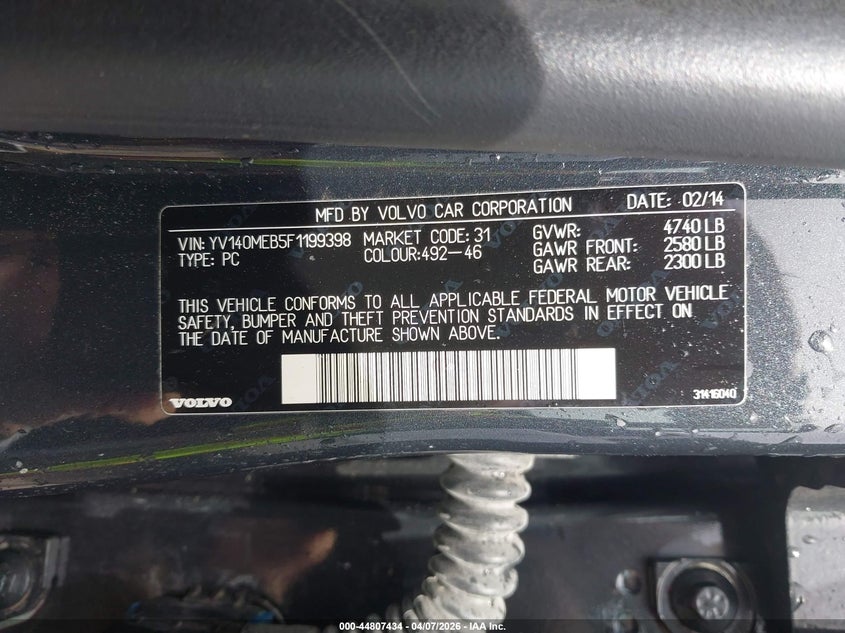 MFD BY VOLVO CAR CORPORATION DATE: 02/14
VIN: YV140MEB5F1199398 MARKET CODE: 31 GVWR: 4740 LB
TYPE: PC COLOUR:492-46 GAWR FRONT: 2580 LB
GAWR REAR: 2300 LB
THIS VEHICLE CONFORMS TO ALL APPLICABLE FEDERAL MOTOR VEHICLE
SAFETY, BUMPER AND THEFT PREVENTION STANDARDS IN EFFECT ON
THE DATE OF MANUFACTURE SHOWN ABOVE.
VOLVO 31416040
000-44807434 - 04/07/2026 - IAA Inc.